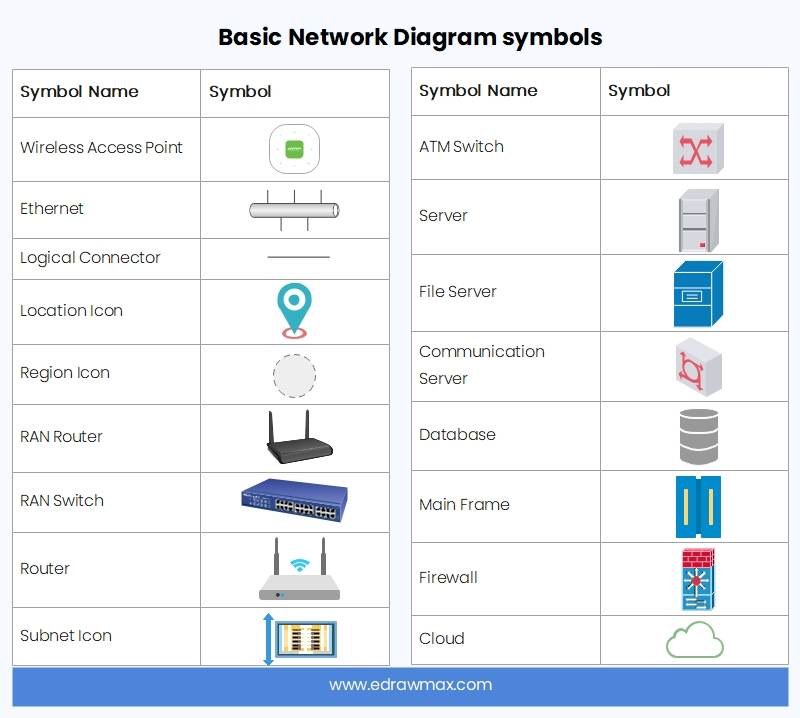 Basic Network Diagram symbols
Symbol Name
Symbol
Wireless Access Point
Ethernet
Logical Connector
Location Icon
Region Icon
RAN Router
RAN Switch
Router
Subnet Icon
Symbol Name
Symbol
ATM Switch
Server
File Server
Communication
Server
Database
Main Frame
Firewall
Cloud
www.edrawmax.com